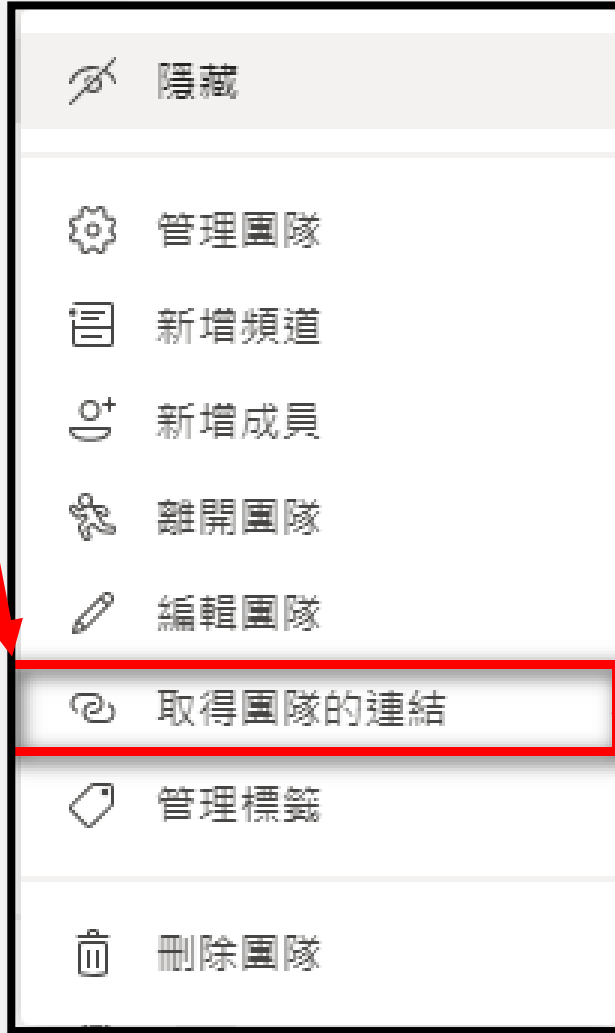 隱藏
管理團隊
新增頻道
新增成員
離開團隊
編輯團隊
取得團隊的連結
管理標籤
刪除團隊